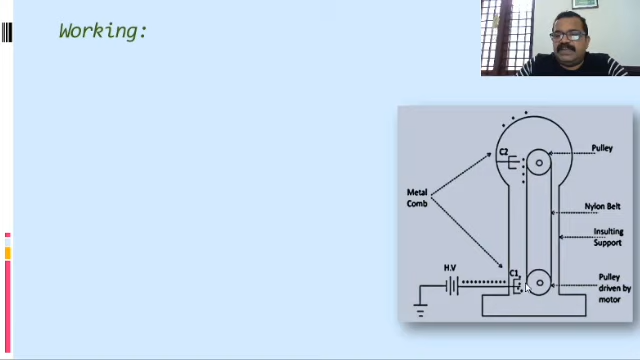 Working:
C2
Pulley
Metal
Comb
Nylon Belt
Insulting
Support
H.V
C1
Pulley
driven by
motor